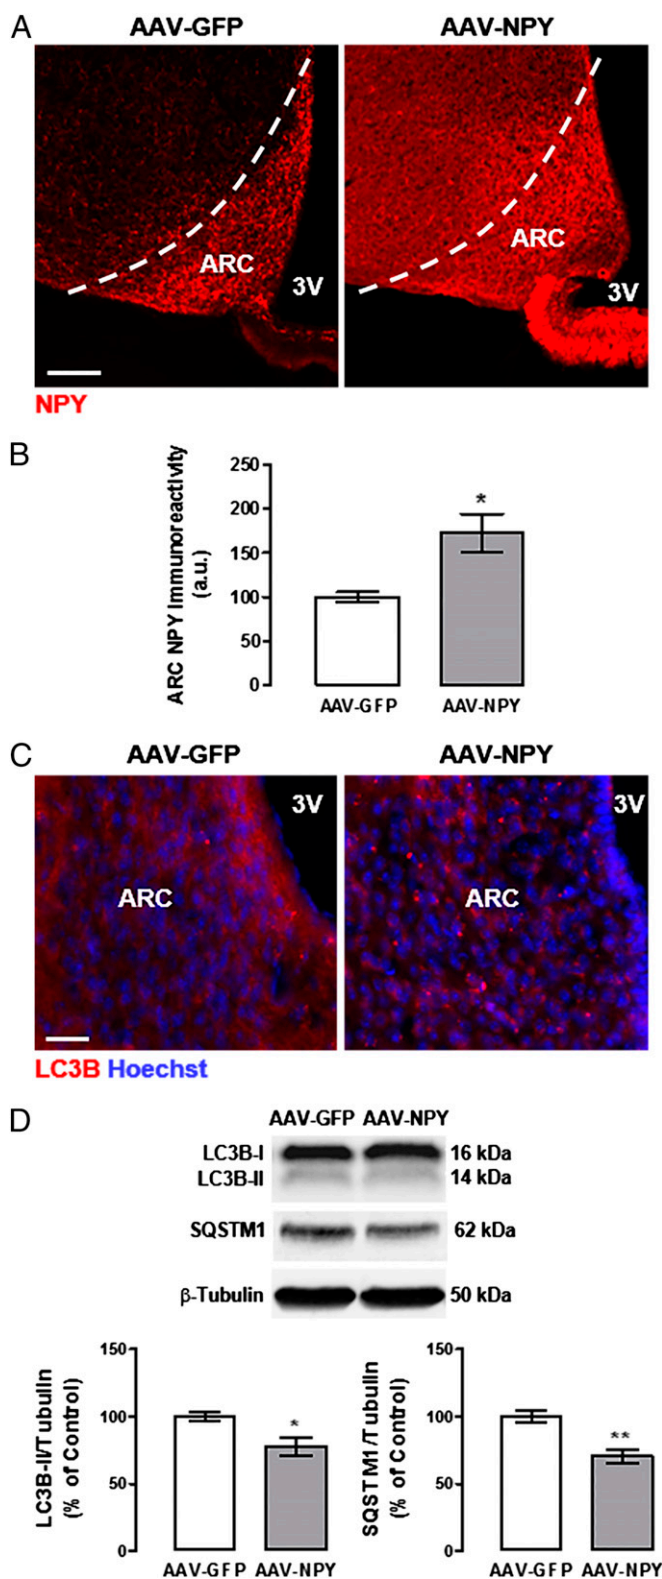 A
AAV-GFP AAV-NPY
ARC
3V
ARC
3V
NPY
B
ARC NPY Immunoreactivity
(a.u.)
250
200
150
100
50
0
*
AAV-GFP AAV-NPY
C
AAV-GFP AAV-NPY
3V
ARC
3V
ARC
LC3B Hoechst
D
AAV-GFP AAV-NPY
LC3B-I 16 kDa
LC3B-II 14 kDa
SQSTM1 62 kDa
β-Tubulin 50 kDa
LC3B-II/Tubulin
(% of Control)
150
100
50
0
*
AAV-GFP AAV-NPY
SQSTM1/Tubulin
(% of Control)
150
100
50
0
**
AAV-GFP AAV-NPY